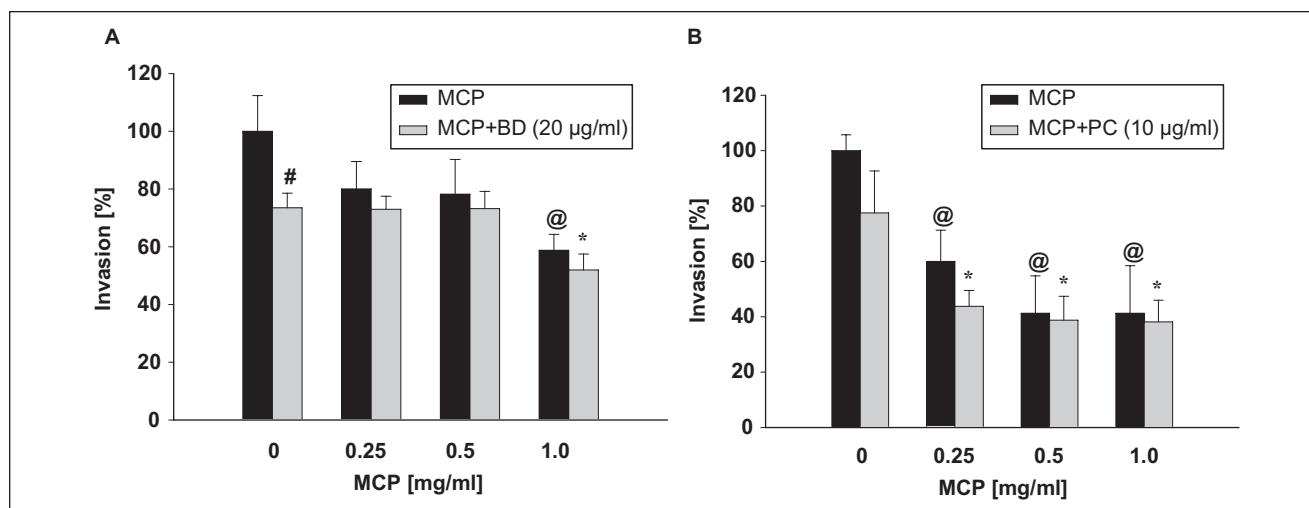 A
120
100
80
60
40
20
0
Invasion [%]
MCP
MCP+BD (20 µg/ml)
#
@
*
0 0.25 0.5 1.0
MCP [mg/ml]
B
120
100
80
60
40
20
0
Invasion [%]
MCP
MCP+PC (10 µg/ml)
@
*
@
*
@
*
0 0.25 0.5 1.0
MCP [mg/ml]